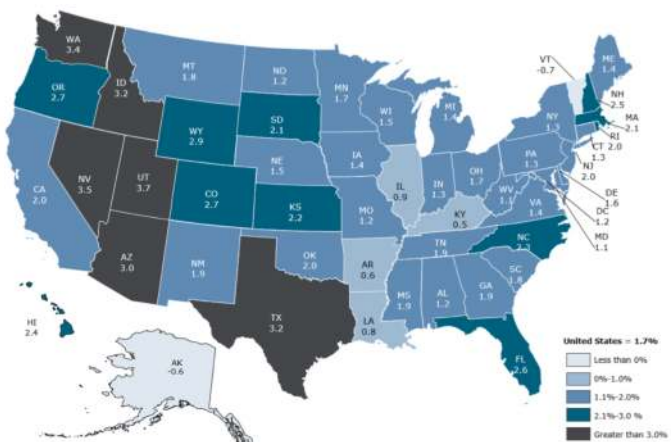 WA
3.4
OR
2.7
ID
3.2
MT
1.8
ND
1.2
MN
1.7
WI
1.5
MI
1.4
VT
-0.7
ME
1.4
NH
2.5
MA
2.1
RI 2.0
CT
1.3
NY
1.3
NJ
2.0
PA
1.3
DE
1.6
DC
1.2
MD
1.1
WY
2.9
SD
2.1
NE
1.5
IA
1.4
IL
0.9
IN
1.3
OH
1.7
WV
1.1
VA
1.4
KY
0.5
CA
2.0
NV
3.5
UT
3.7
CO
2.7
KS
2.2
MO
1.2
TN
1.9
NC
SC
1.8
AZ
3.0
NM
1.9
OK
2.0
AR
0.6
MS
1.9
AL
1.2
GA
1.9
TX
3.2
LA
0.8
FL
2.6
HI
2.4
AK
-0.6
United States = 1.7%
Less than 0%
0%-1.0%
1.1%-2.0%
2.1%-3.0 %
Greater than 3.0%